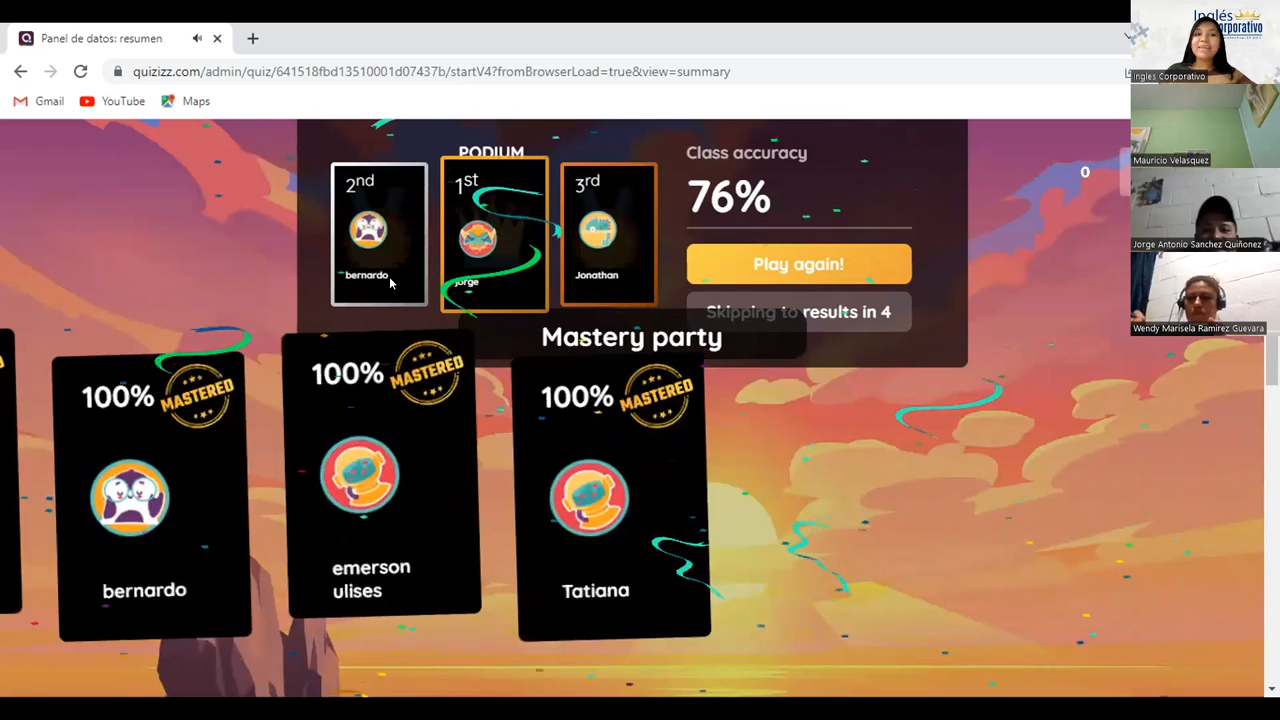 Panel de datos: resumen
quizizz.com/admin/quiz/641518fbd13510001d07437b/startV4?fromBrowserLoad=true&view=summary
Gmail
YouTube
Maps
PODIUM
2nd
bernardo
1st
jorge
3rd
Jonathan
Class accuracy
76%
Play again!
Skipping to results in 4
0
Mastery party
100%
MASTERED
bernardo
100%
MASTERED
emerson
ulises
100%
MASTERED
Tatiana
Inglés
Corporativo
Ingles Corporativo
Mauricio Velasquez
Jorge Antonio Sanchez Quiñonez
Wendy Marisela Ramirez Guevara